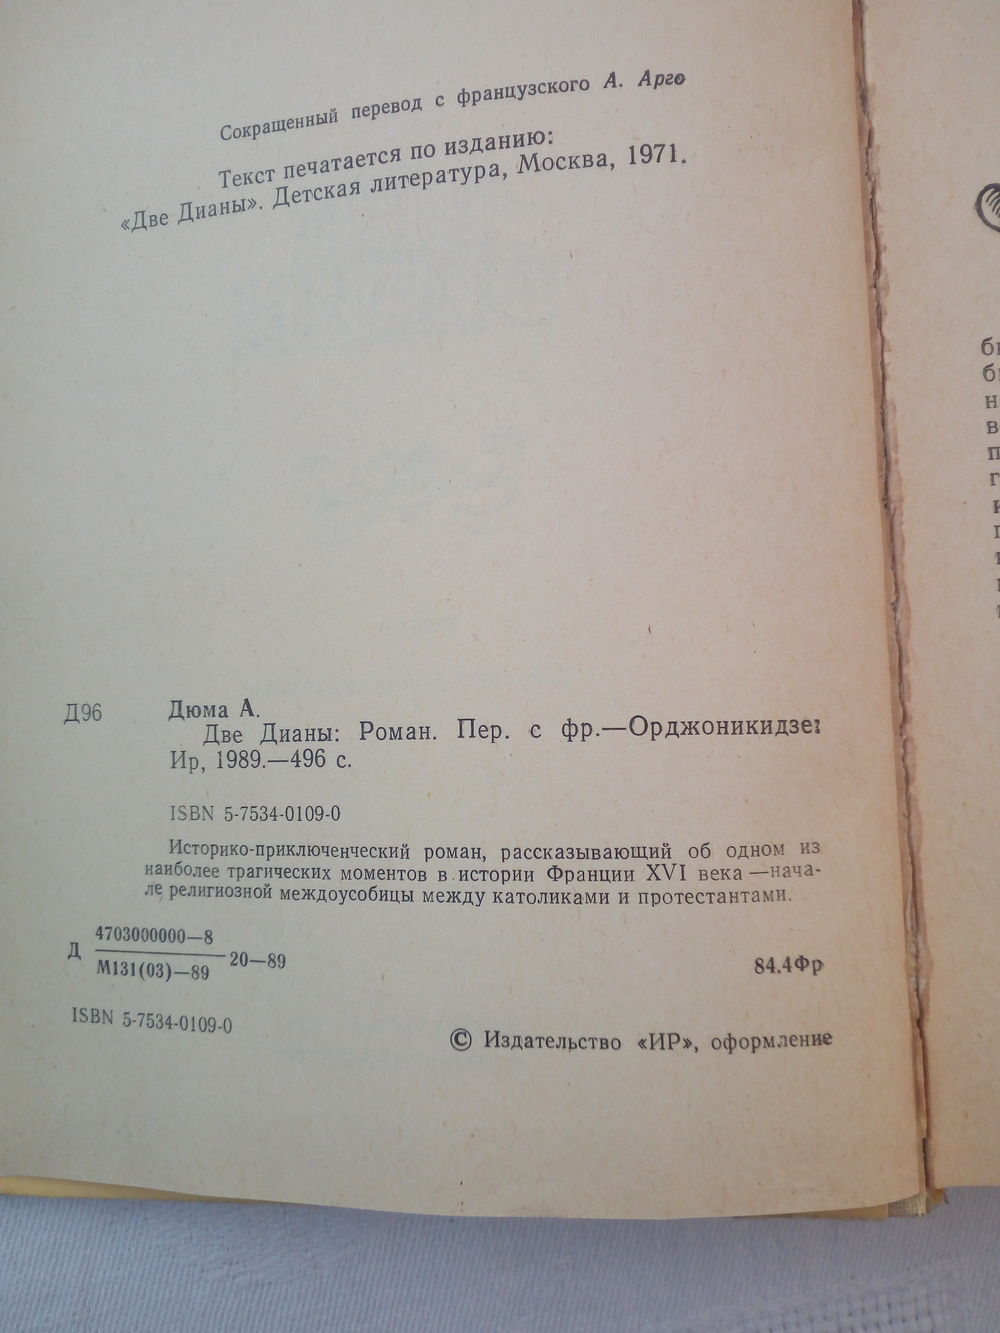 Сокращенный перевод с французского А. Арго
Текст печатается по изданию:
«Две Дианы». Детская литература, Москва, 1971.
Д96
Дюма А.
Две Дианы: Роман. Пер. с фр.—Орджоникидзе:
Ир, 1989.—496 с.
ISBN 5-7534-0109-0
Историко-приключенческий роман, рассказывающий об одном из
наиболее трагических моментов в истории Франции XVI века —нача-
ле религиозной междоусобицы между католиками и протестантами.
Д 4703000000—8
М131(03)—89 20—89
84.4Фр
ISBN 5-7534-0109-0
© Издательство «ИР», оформление